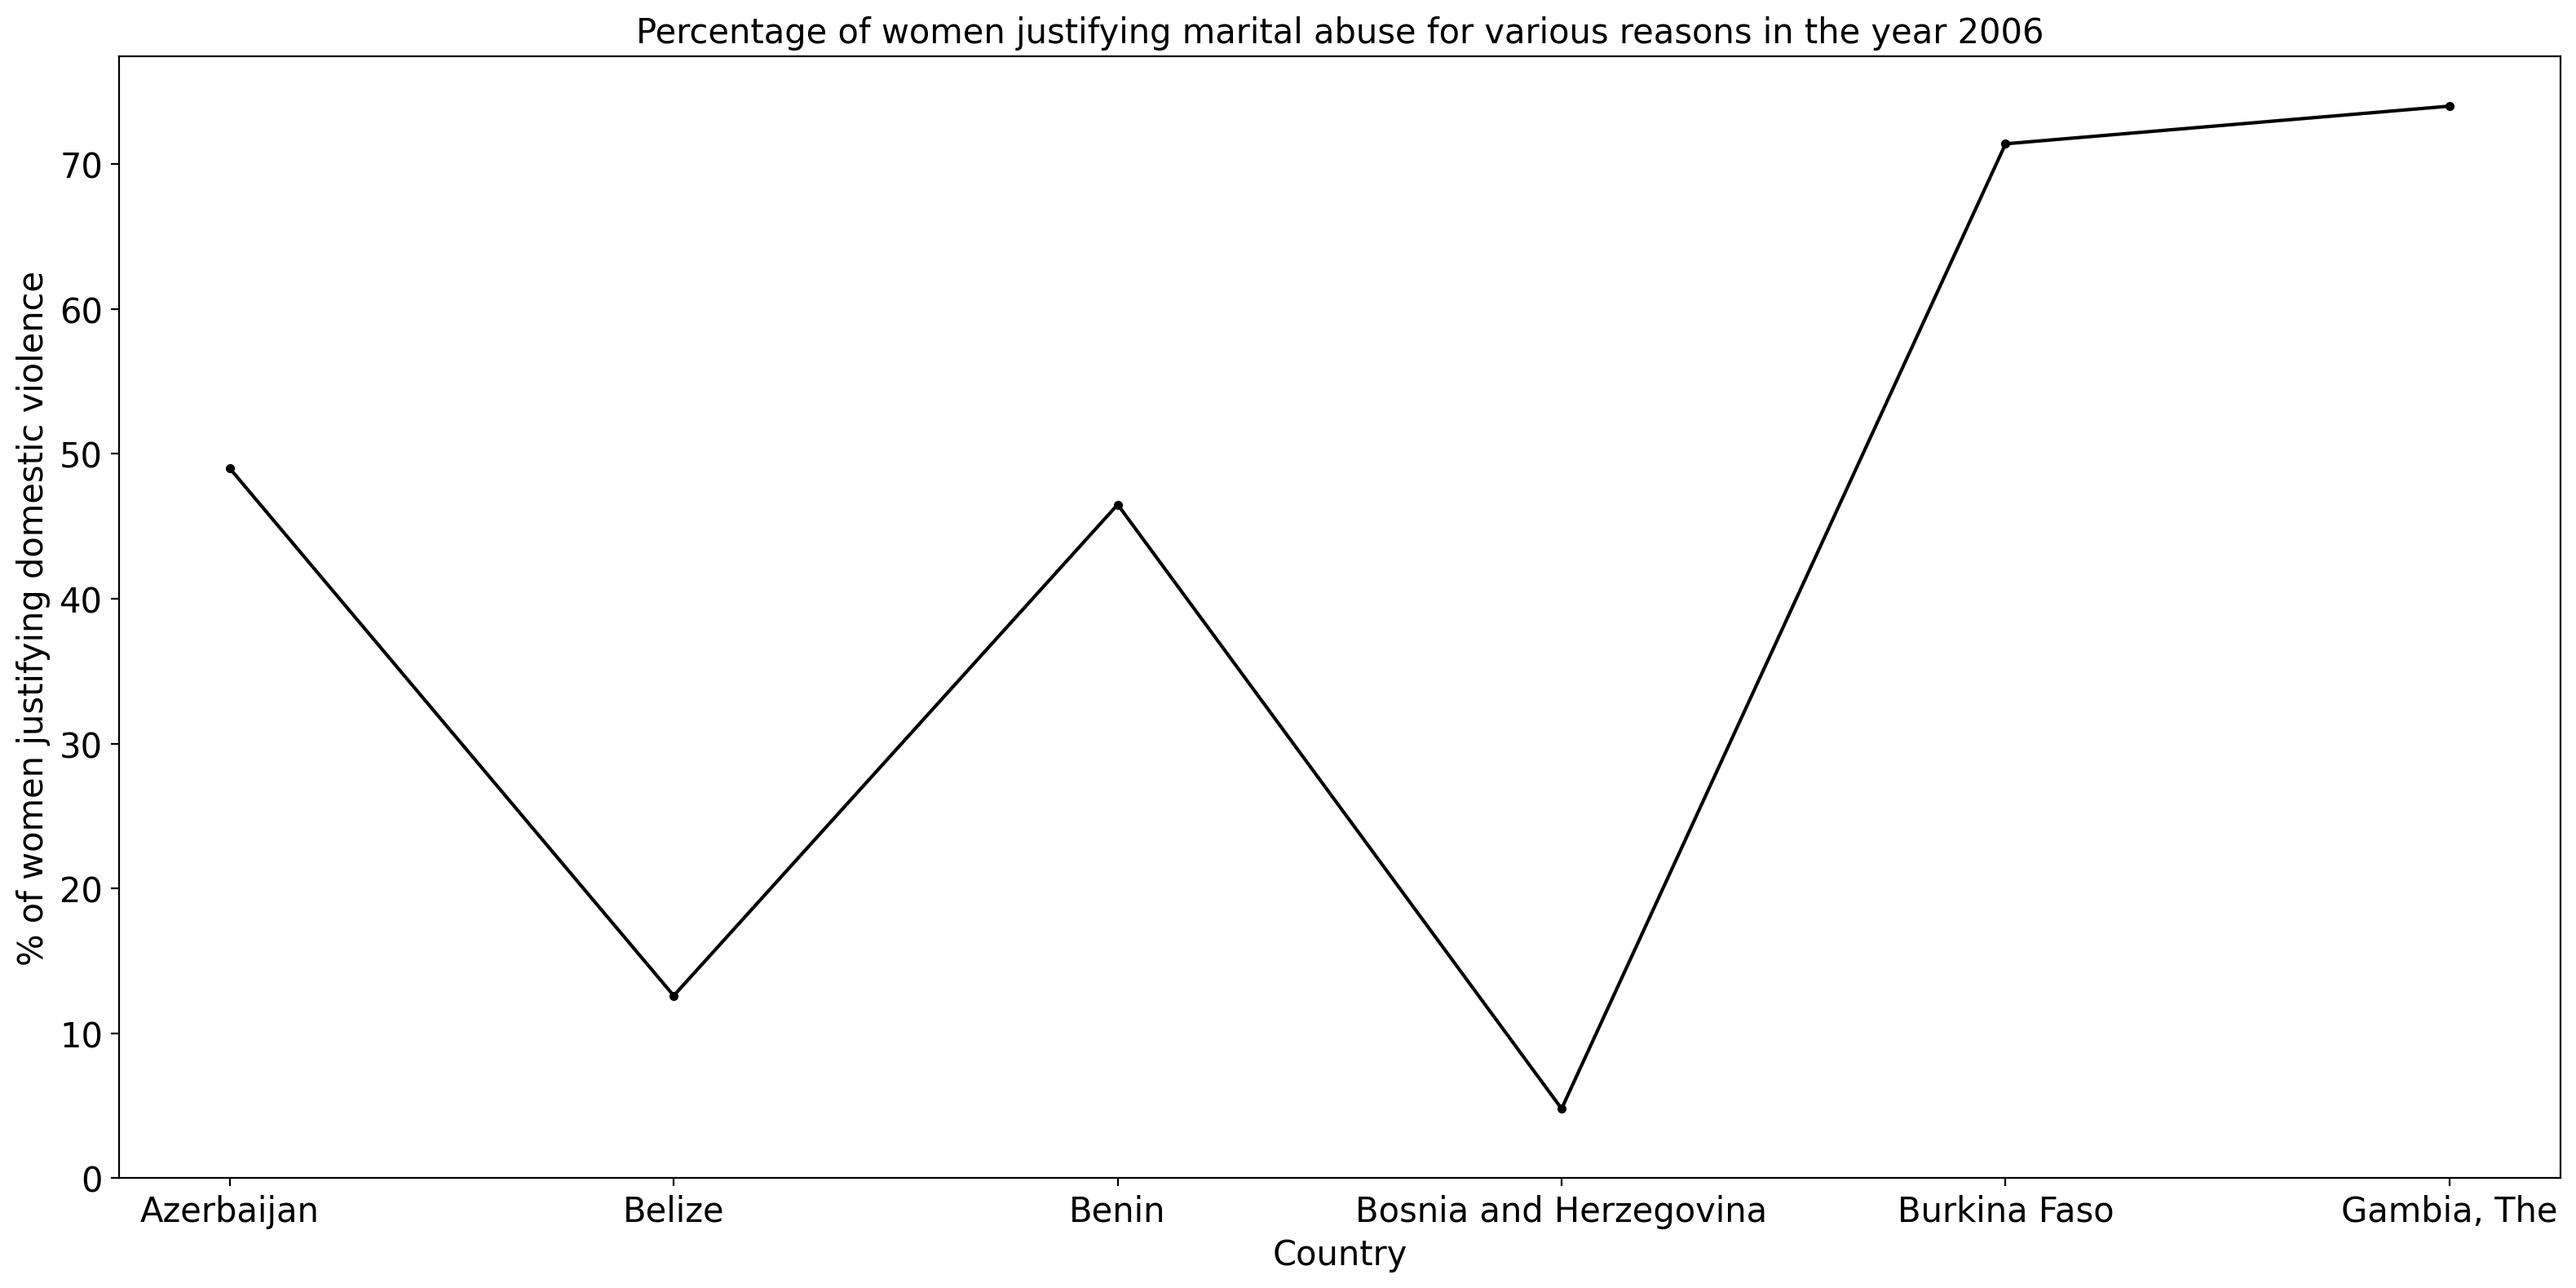 Percentage of women justifying marital abuse for various reasons in the year 2006
% of women justifying domestic violence
70
60
50
40
30
20
10
0
Azerbaijan
Belize
Benin
Bosnia and Herzegovina
Burkina Faso
Gambia, The
Country